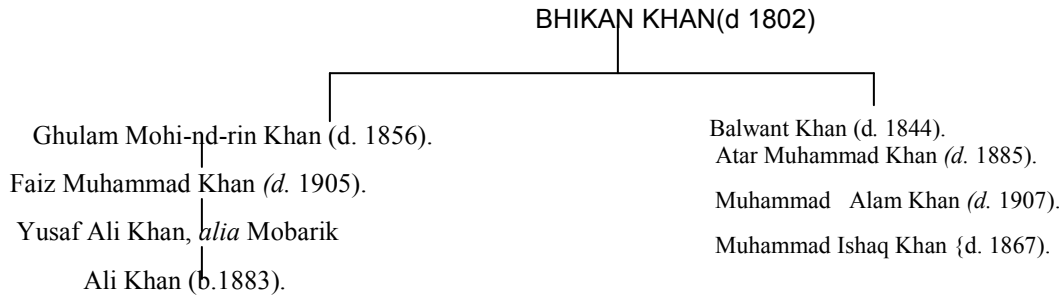 BHIKAN KHAN(d 1802)
Ghulam Mohi-nd-rin Khan (d. 1856).
Faiz Muhammad Khan (d. 1905).
Yusaf Ali Khan, alia Mobarik
Ali Khan (b.1883).
Balwant Khan (d. 1844).
Atar Muhammad Khan (d. 1885).
Muhammad Alam Khan (d. 1907).
Muhammad Ishaq Khan {d. 1867).